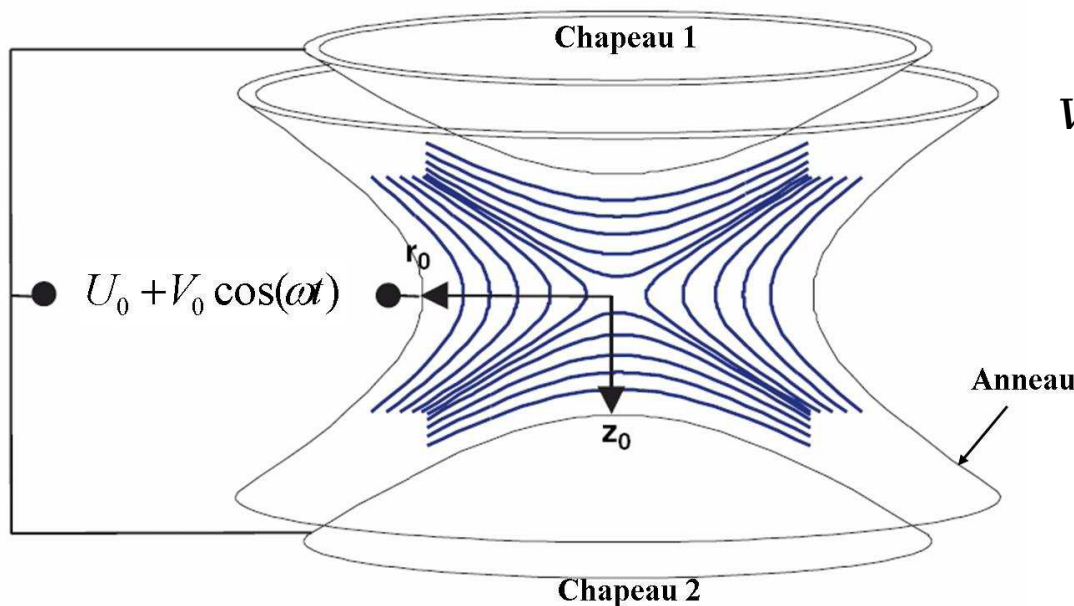 Chapeau 1
V
r₀
U₀ + V₀ cos(ωt)
Anneau
z₀
Chapeau 2